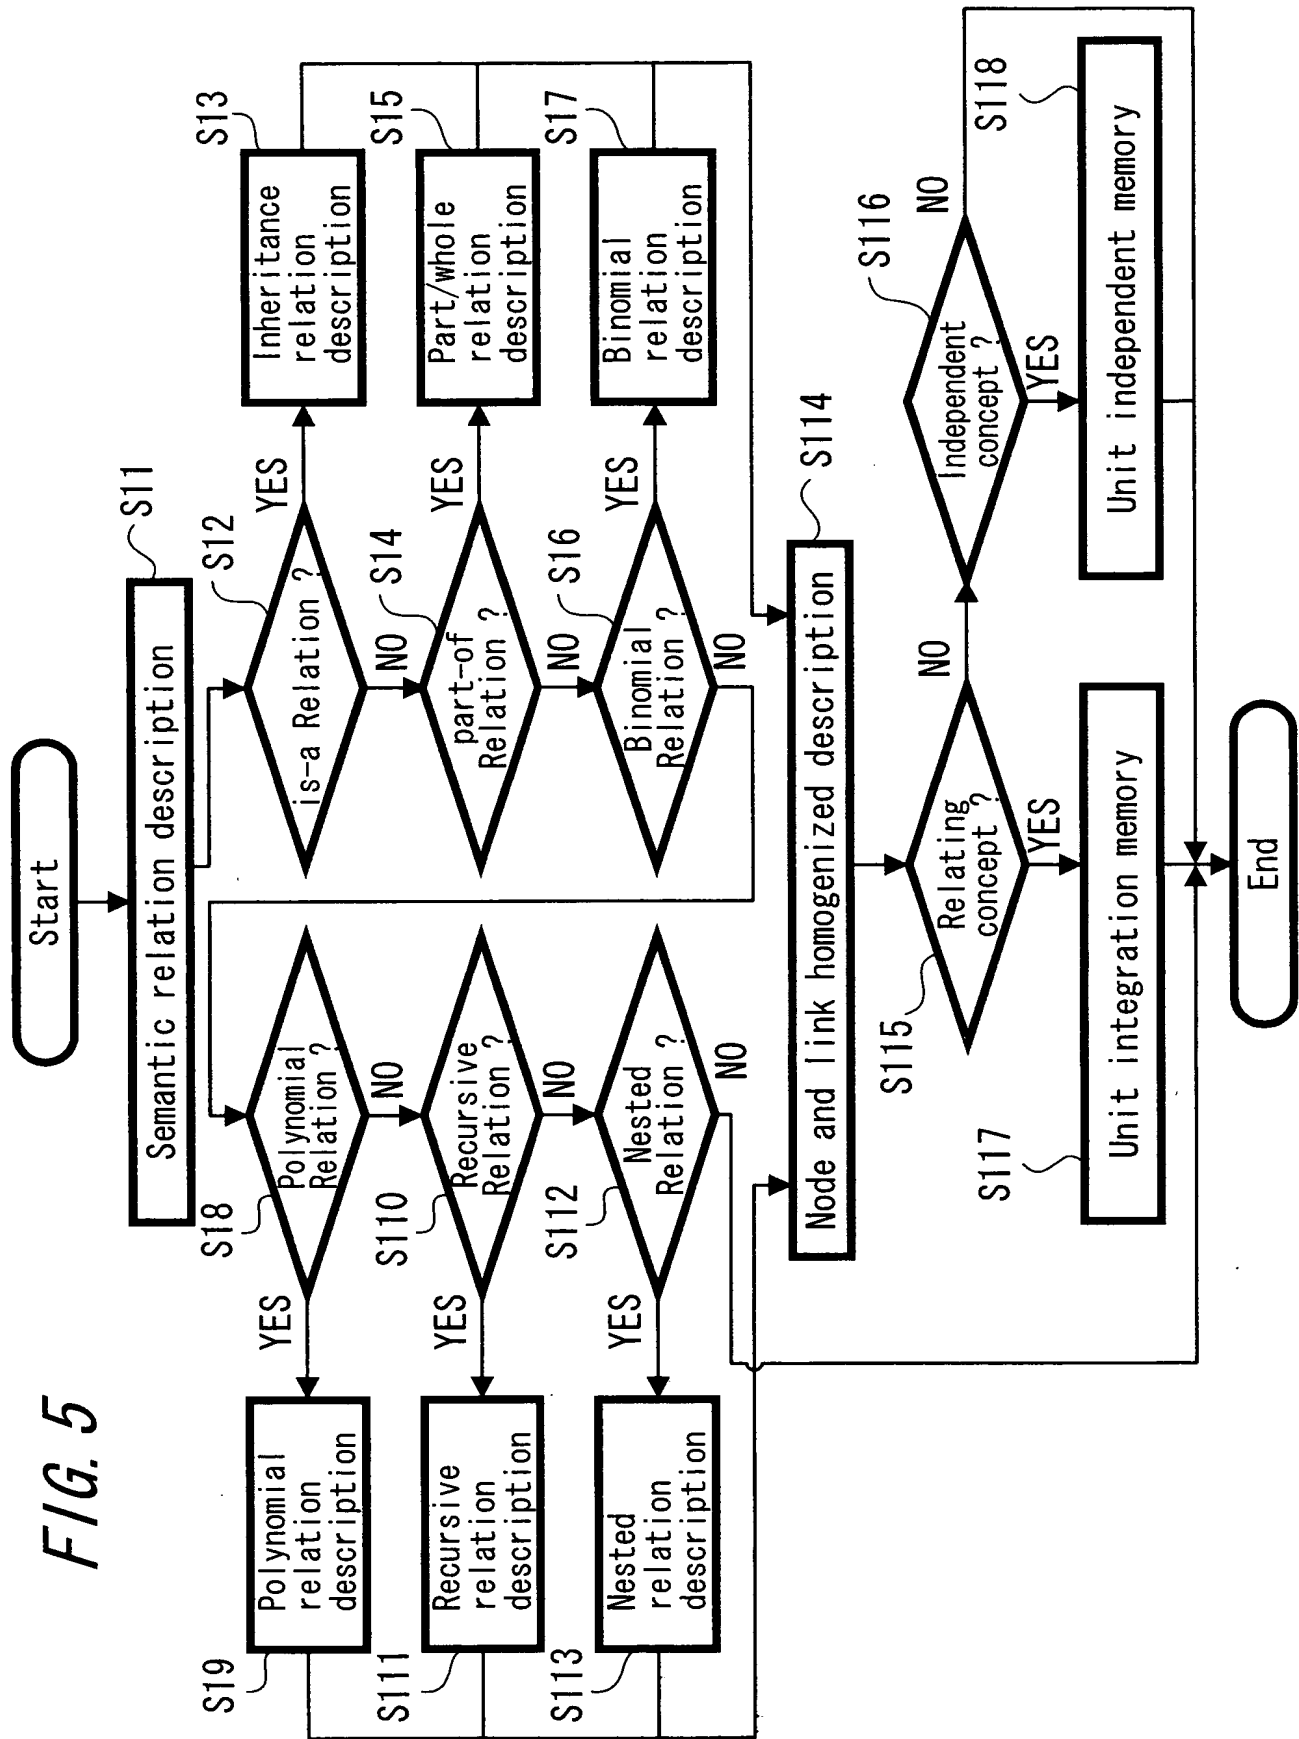 FIG. 5
Start
Semantic relation description
S11
is-a Relation ?
S12
YES
NO
Inheritance
relation
description
S13
part-of
Relation ?
S14
YES
NO
Part/whole
relation
description
S15
Binomial
Relation ?
S16
YES
NO
Binomial
relation
description
S17
Polynomial
Relation ?
S18
YES
NO
Polynomial
relation
description
S19
Recursive
Relation ?
S110
YES
NO
Recursive
relation
description
S111
Nested
Relation ?
S112
YES
NO
Nested
relation
description
S113
Node and link homogenized description
S114
Relating
concept ?
S115
NO
YES
Independent
concept ?
S116
NO
YES
Unit integration memory
S117
Unit independent memory
S118
End